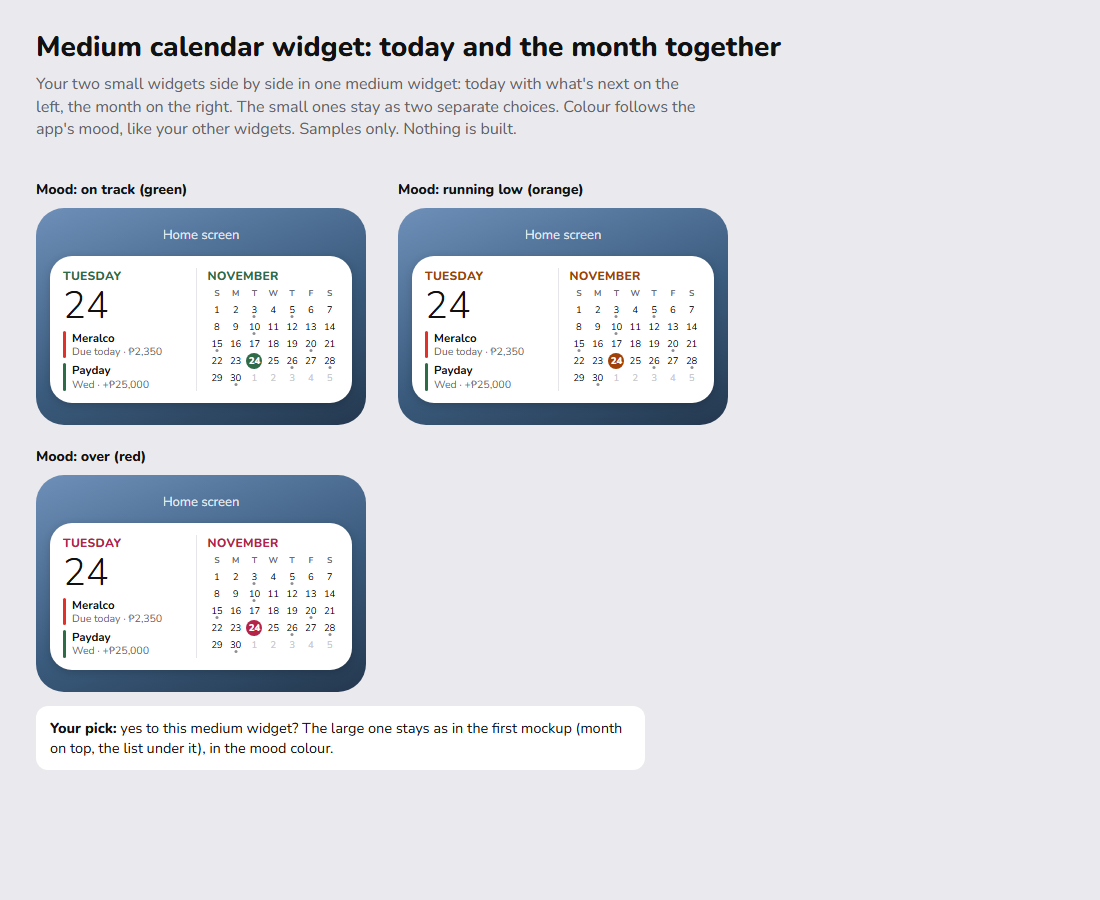 Medium calendar widget: today and the month together
Your two small widgets side by side in one medium widget: today with what's next on the
left, the month on the right. The small ones stay as two separate choices. Colour follows the
app's mood, like your other widgets. Samples only. Nothing is built.
Mood: on track (green)
Home screen
TUESDAY
24
Meralco
Due today · ₱2,350
Payday
Wed · +₱25,000
NOVEMBER
S M T W T F S
1 2 3 4 5 6 7
8 9 10 11 12 13 14
15 16 17 18 19 20 21
22 23 24 25 26 27 28
29 30 1 2 3 4 5
Mood: running low (orange)
Home screen
TUESDAY
24
Meralco
Due today · ₱2,350
Payday
Wed · +₱25,000
NOVEMBER
S M T W T F S
1 2 3 4 5 6 7
8 9 10 11 12 13 14
15 16 17 18 19 20 21
22 23 24 25 26 27 28
29 30 1 2 3 4 5
Mood: over (red)
Home screen
TUESDAY
24
Meralco
Due today · ₱2,350
Payday
Wed · +₱25,000
NOVEMBER
S M T W T F S
1 2 3 4 5 6 7
8 9 10 11 12 13 14
15 16 17 18 19 20 21
22 23 24 25 26 27 28
29 30 1 2 3 4 5
Your pick: yes to this medium widget? The large one stays as in the first mockup (month
on top, the list under it), in the mood colour.